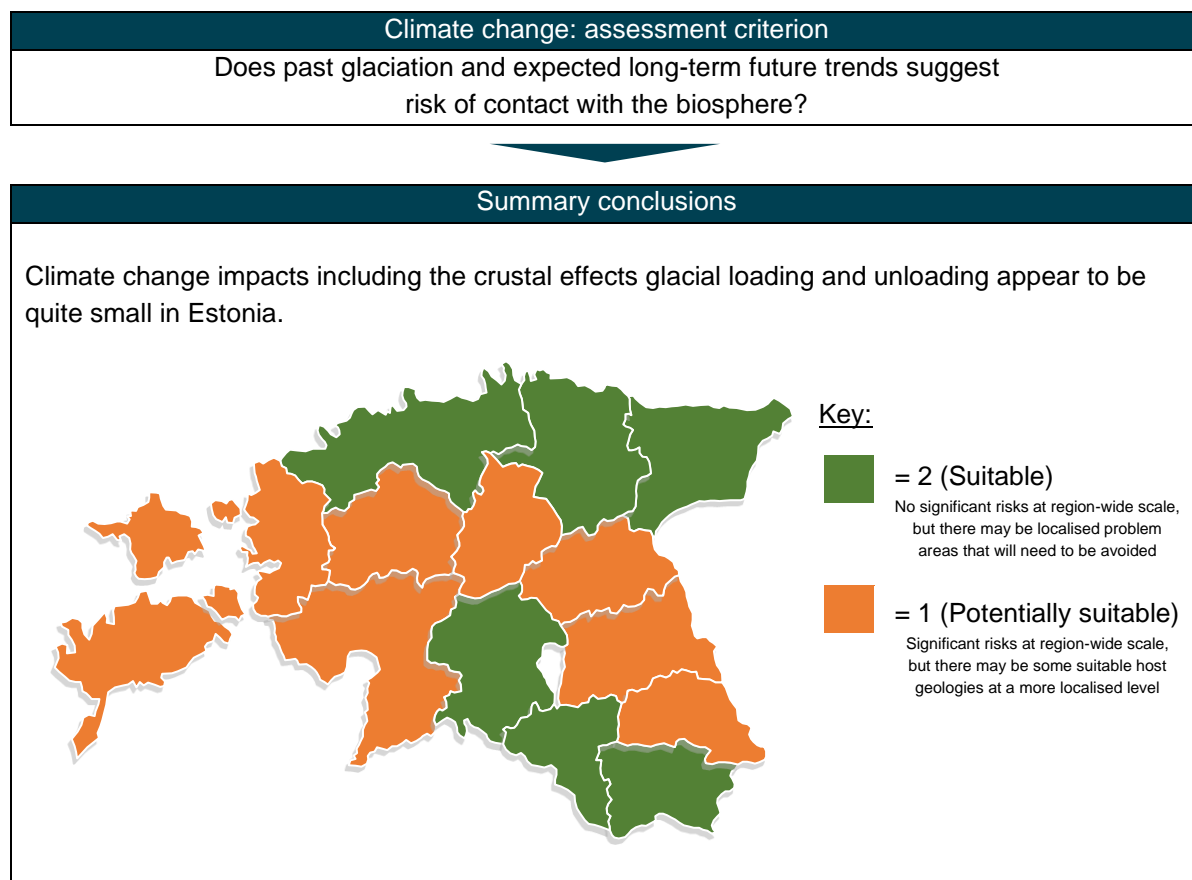 Climate change: assessment criterion
Does past glaciation and expected long-term future trends suggest
risk of contact with the biosphere?
Summary conclusions
Climate change impacts including the crustal effects glacial loading and unloading appear to be
quite small in Estonia.
Key:
= 2 (Suitable)
No significant risks at region-wide scale,
but there may be localised problem
areas that will need to be avoided
= 1 (Potentially suitable)
Significant risks at region-wide scale,
but there may be some suitable host
geologies at a more localised level